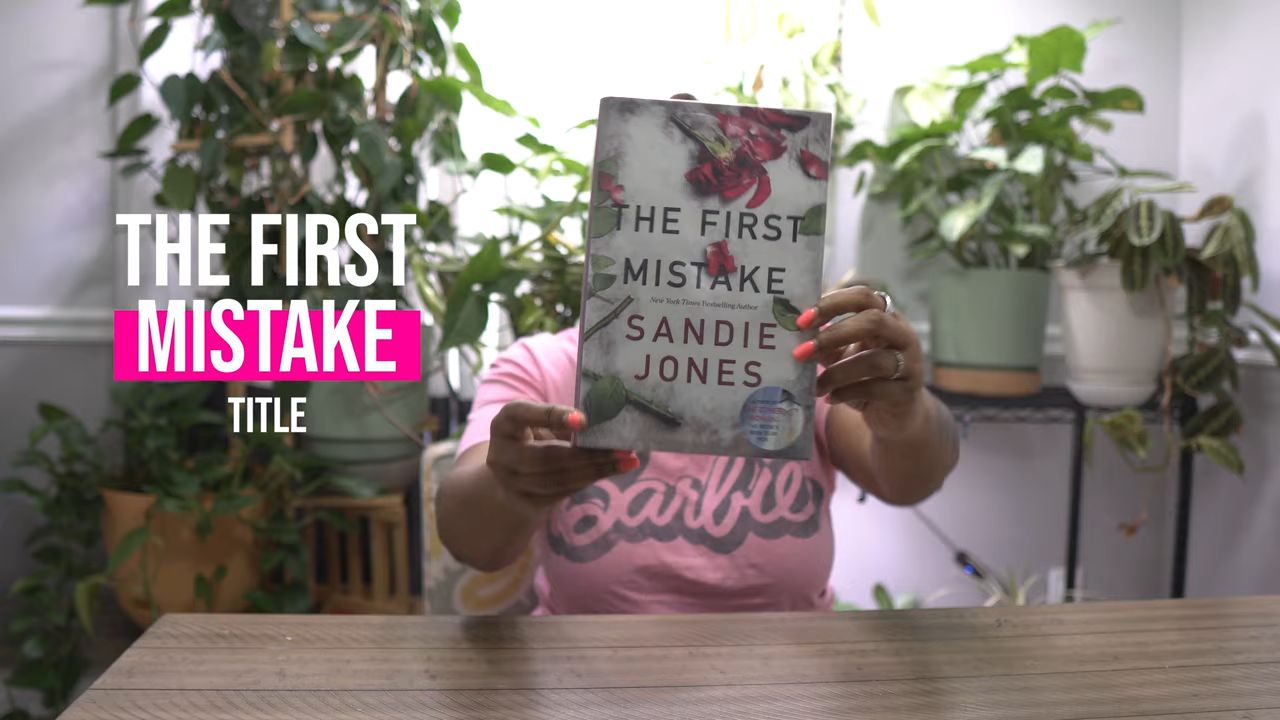 THE FIRST
MISTAKE
TITLE
THE FIRST
MISTAKE
New York Times Bestselling Author
SANDIE
JONES
Barbie